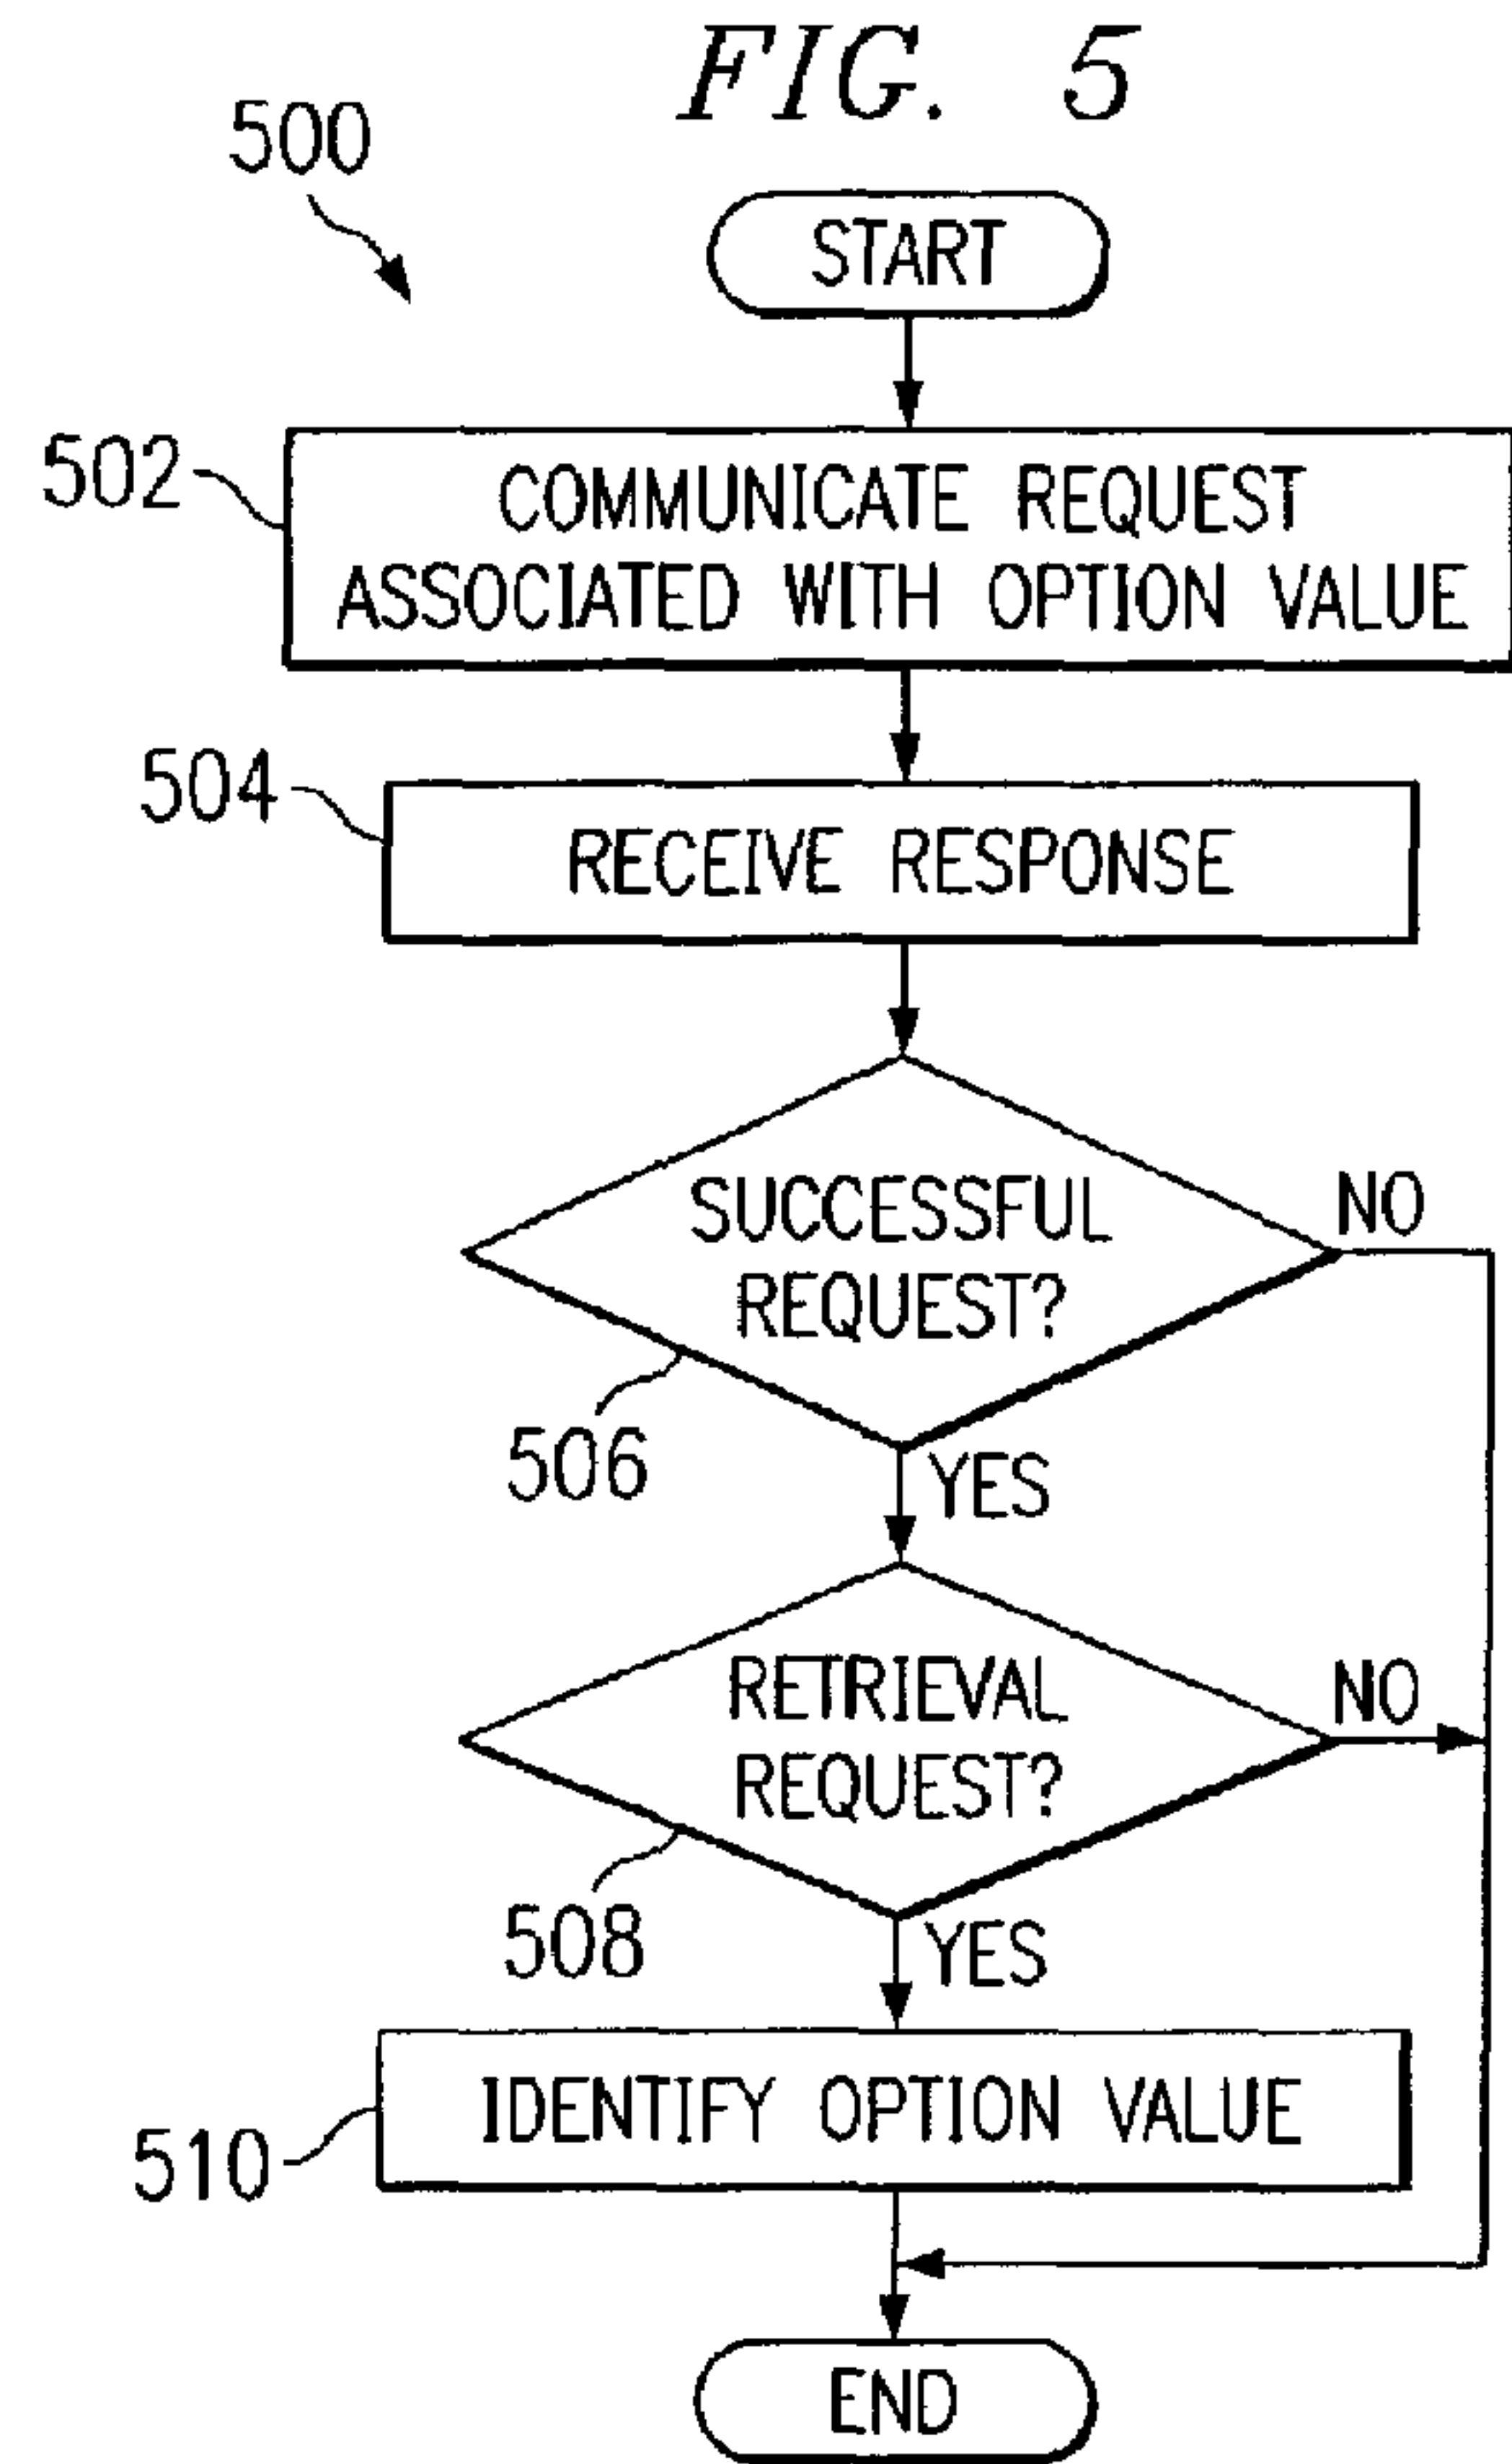 FIG. 5
500
START
502
COMMUNICATE REQUEST
ASSOCIATED WITH OPTION VALUE
504
RECEIVE RESPONSE
SUCCESSFUL
REQUEST?
NO
506
YES
RETRIEVAL
REQUEST?
NO
508
YES
IDENTIFY OPTION VALUE
510
END